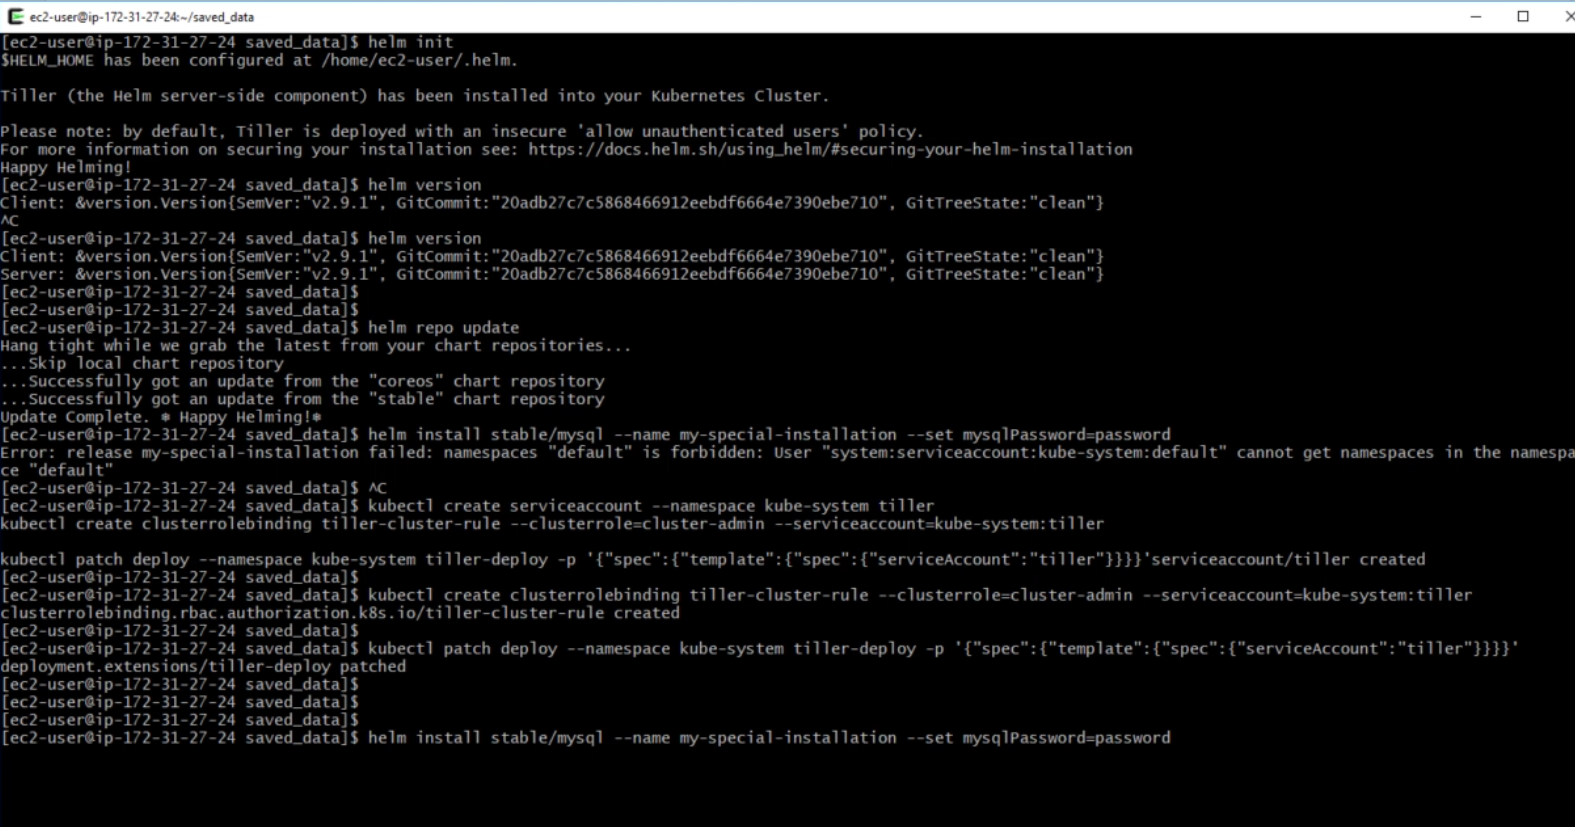 ec2-user@ip-172-31-27-24:~/saved_data
[ec2-user@ip-172-31-27-24 saved_data]$ helm init
$HELM_HOME has been configured at /home/ec2-user/.helm.
Tiller (the Helm server-side component) has been installed into your Kubernetes Cluster.
Please note: by default, Tiller is deployed with an insecure 'allow unauthenticated users' policy.
For more information on securing your installation see: https://docs.helm.sh/using_helm/#securing-your-helm-installation
Happy Helming!
[ec2-user@ip-172-31-27-24 saved_data]$ helm version
Client: &version.Version{SemVer:"v2.9.1", GitCommit:"20adb27c7c5868466912eebdf6664e7390ebe710", GitTreeState:"clean"}
^C
[ec2-user@ip-172-31-27-24 saved_data]$ helm version
Client: &version.Version{SemVer:"v2.9.1", GitCommit:"20adb27c7c5868466912eebdf6664e7390ebe710", GitTreeState:"clean"}
Server: &version.Version{SemVer:"v2.9.1", GitCommit:"20adb27c7c5868466912eebdf6664e7390ebe710", GitTreeState:"clean"}
[ec2-user@ip-172-31-27-24 saved_data]$
[ec2-user@ip-172-31-27-24 saved_data]$
[ec2-user@ip-172-31-27-24 saved_data]$ helm repo update
Hang tight while we grab the latest from your chart repositories...
...Skip local chart repository
...Successfully got an update from the "coreos" chart repository
...Successfully got an update from the "stable" chart repository
Update Complete. ⎈ Happy Helming!⎈
[ec2-user@ip-172-31-27-24 saved_data]$ helm install stable/mysql --name my-special-installation --set mysqlPassword=password
Error: release my-special-installation failed: namespaces "default" is forbidden: User "system:serviceaccount:kube-system:default" cannot get namespaces in the namespa
ce "default"
[ec2-user@ip-172-31-27-24 saved_data]$ ^C
[ec2-user@ip-172-31-27-24 saved_data]$ kubectl create serviceaccount --namespace kube-system tiller
kubectl create clusterrolebinding tiller-cluster-rule --clusterrole=cluster-admin --serviceaccount=kube-system:tiller
kubectl patch deploy --namespace kube-system tiller-deploy -p '{"spec":{"template":{"spec":{"serviceAccount":"tiller"}}}}'serviceaccount/tiller created
[ec2-user@ip-172-31-27-24 saved_data]$
[ec2-user@ip-172-31-27-24 saved_data]$ kubectl create clusterrolebinding tiller-cluster-rule --clusterrole=cluster-admin --serviceaccount=kube-system:tiller
clusterrolebinding.rbac.authorization.k8s.io/tiller-cluster-rule created
[ec2-user@ip-172-31-27-24 saved_data]$
[ec2-user@ip-172-31-27-24 saved_data]$ kubectl patch deploy --namespace kube-system tiller-deploy -p '{"spec":{"template":{"spec":{"serviceAccount":"tiller"}}}}'
deployment.extensions/tiller-deploy patched
[ec2-user@ip-172-31-27-24 saved_data]$
[ec2-user@ip-172-31-27-24 saved_data]$
[ec2-user@ip-172-31-27-24 saved_data]$
[ec2-user@ip-172-31-27-24 saved_data]$ helm install stable/mysql --name my-special-installation --set mysqlPassword=password